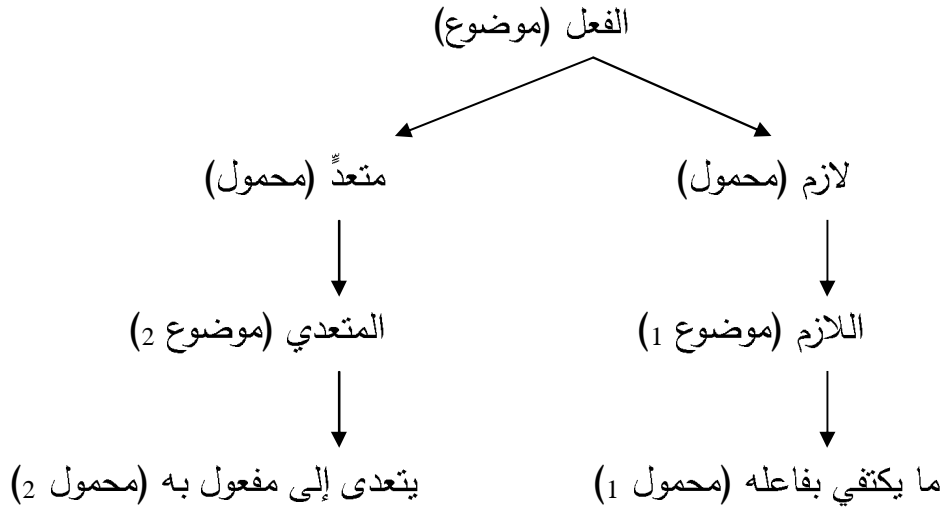 الفعل (موضوع)
لازم (محمول)
متعدٍّ (محمول)
اللازم (موضوع 1)
المتعدي (موضوع 2)
ما يكتفي بفاعله (محمول 1)
يتعدى إلى مفعول به (محمول 2)